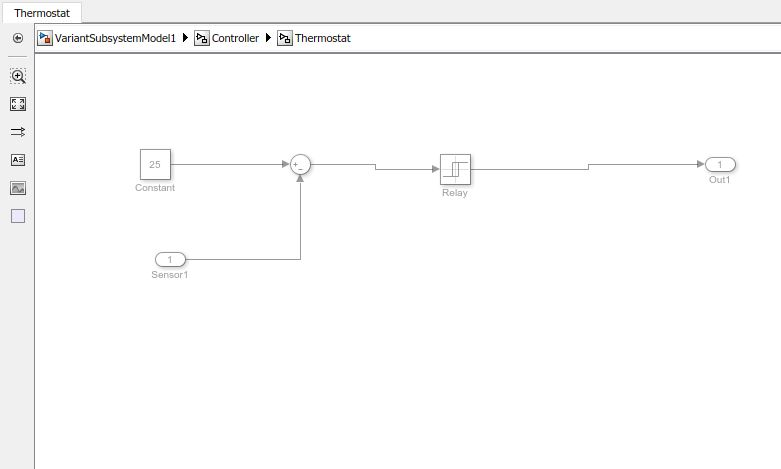 Thermostat
VariantSubsystemModel1 Controller Thermostat
25
Constant
+
-
Relay
1
Out1
1
Sensor1